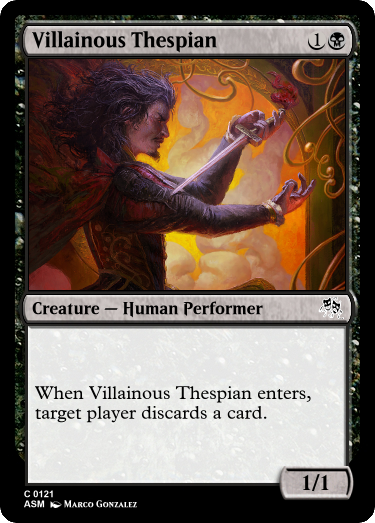 Villainous Thespian 1
Creature — Human Performer
When Villainous Thespian enters,
target player discards a card.
1/1
C 0121
ASM Marco Gonzalez